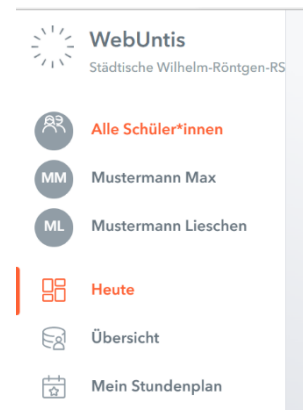 WebUntis
Städtische Wilhelm-Röntgen-RS
Alle Schüler*innen
MM Mustermann Max
ML Mustermann Lieschen
Heute
Übersicht
Mein Stundenplan